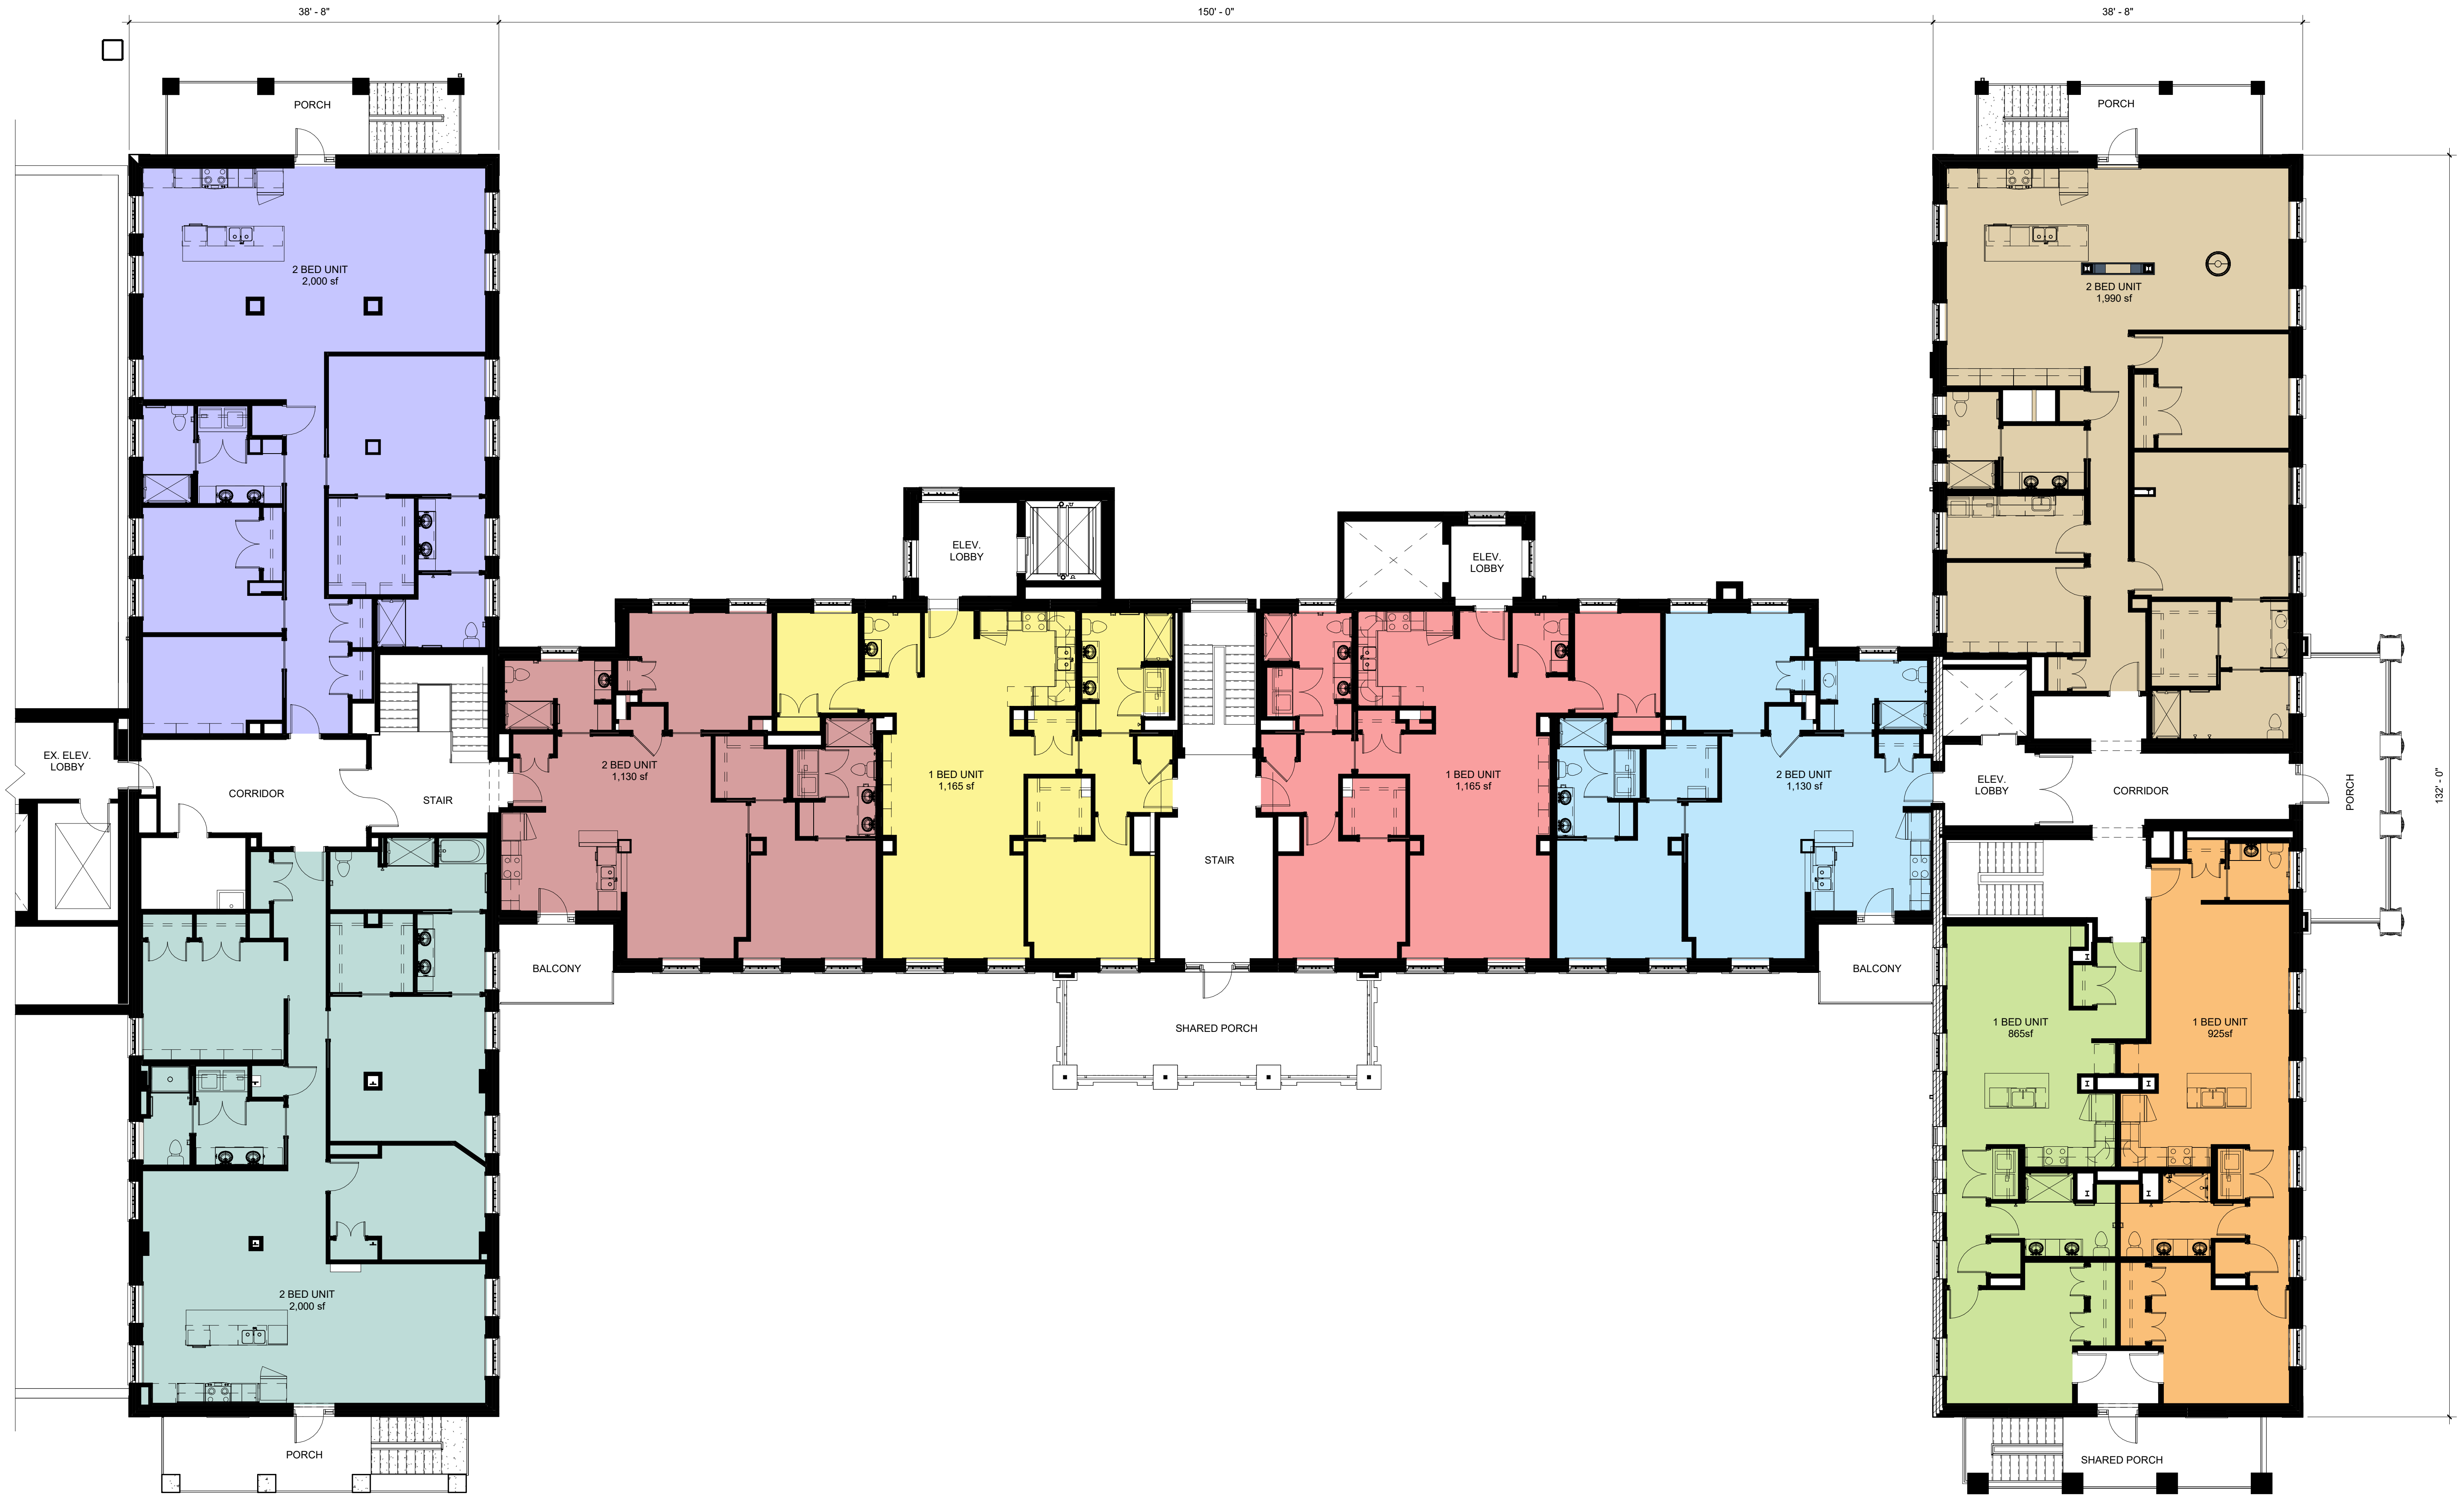 38' - 8"
150' - 0"
38' - 8"
PORCH
PORCH
2 BED UNIT
2,000 sf
2 BED UNIT
1,990 sf
ELEV.
LOBBY
ELEV.
LOBBY
EX. ELEV.
LOBBY
CORRIDOR
STAIR
2 BED UNIT
1,130 sf
1 BED UNIT
1,165 sf
1 BED UNIT
1,165 sf
2 BED UNIT
1,130 sf
ELEV.
LOBBY
CORRIDOR
PORCH
132' - 0"
STAIR
BALCONY
BALCONY
SHARED PORCH
1 BED UNIT
865sf
1 BED UNIT
925sf
2 BED UNIT
2,000 sf
PORCH
SHARED PORCH